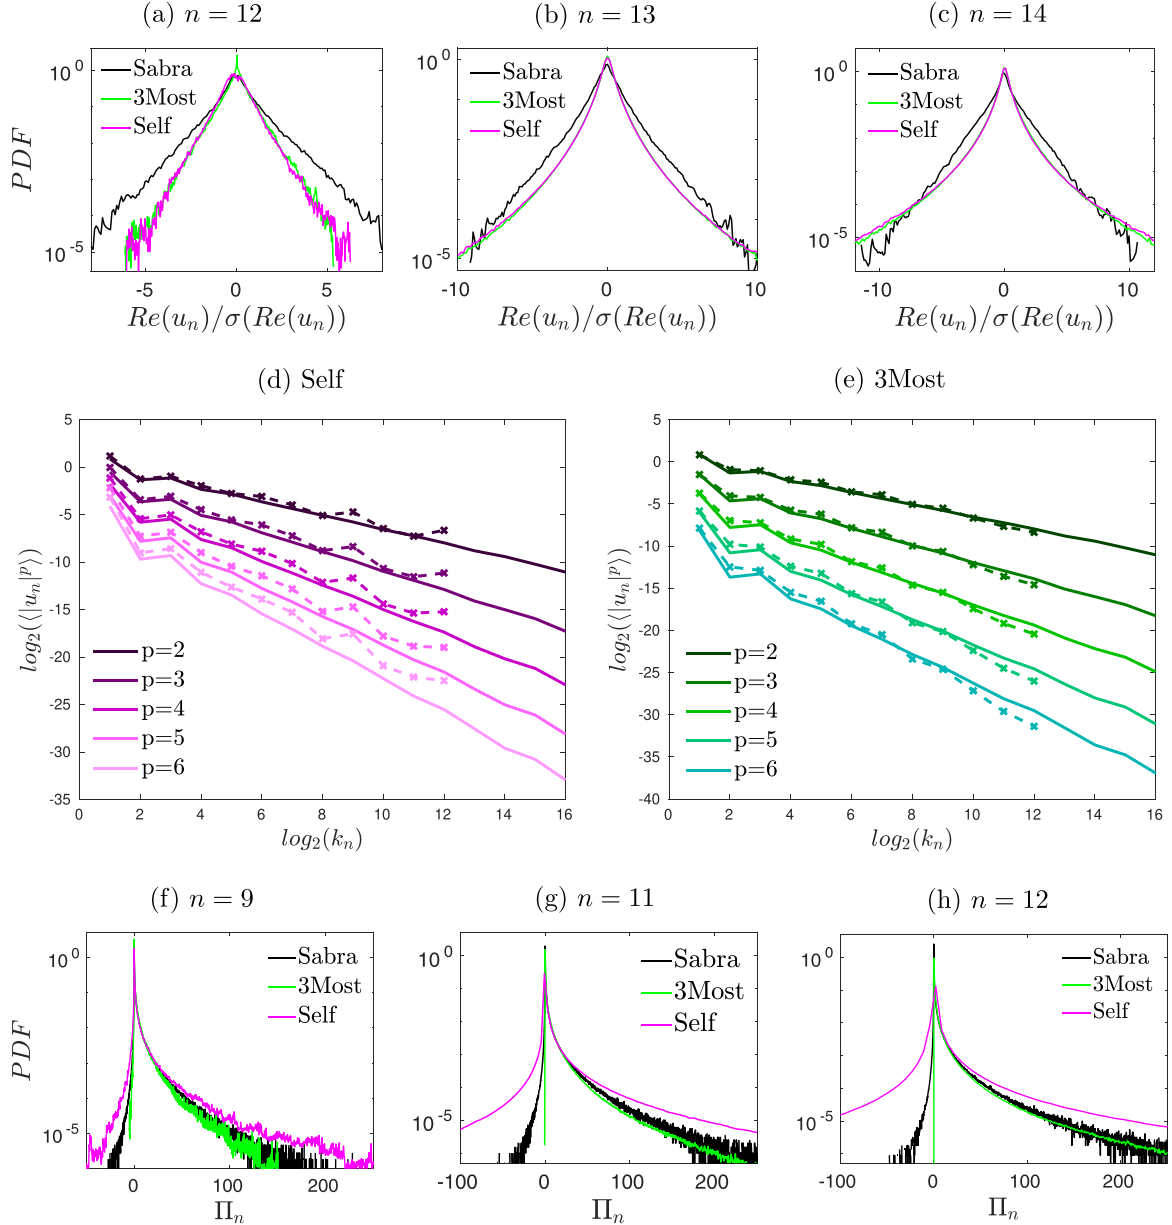 (a) n = 12
(b) n = 13
(c) n = 14
PDF
10^0
10^-5
Sabra
3Most
Self
-5
0
5
Re(u_n)/σ(Re(u_n))
10^0
10^-5
Sabra
3Most
Self
-10
0
10
Re(u_n)/σ(Re(u_n))
10^0
10^-5
Sabra
3Most
Self
-10
0
10
Re(u_n)/σ(Re(u_n))
(d) Self
log_2(⟨|u_n|^p⟩)
5
0
-5
-10
-15
-20
-25
-30
-35
p=2
p=3
p=4
p=5
p=6
0 2 4 6 8 10 12 14 16
log_2(k_n)
(e) 3Most
log_2(⟨|u_n|^p⟩)
5
0
-5
-10
-15
-20
-25
-30
-35
-40
p=2
p=3
p=4
p=5
p=6
0 2 4 6 8 10 12 14 16
log_2(k_n)
(f) n = 9
(g) n = 11
(h) n = 12
PDF
10^0
10^-5
Sabra
3Most
Self
0 100 200
Π_n
10^0
10^-5
Sabra
3Most
Self
-100 0 100 200
Π_n
10^0
10^-5
Sabra
3Most
Self
-100 0 100 200
Π_n